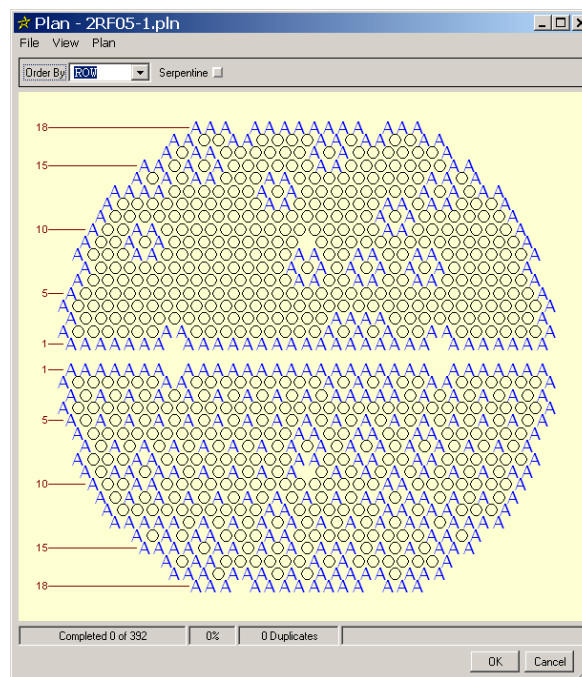 Plan - 2RF05-1.pln
File View Plan
Order By ROW Serpentine
18
15
10
5
1
1
5
10
15
18
Completed 0 of 392 0% 0 Duplicates
OK Cancel